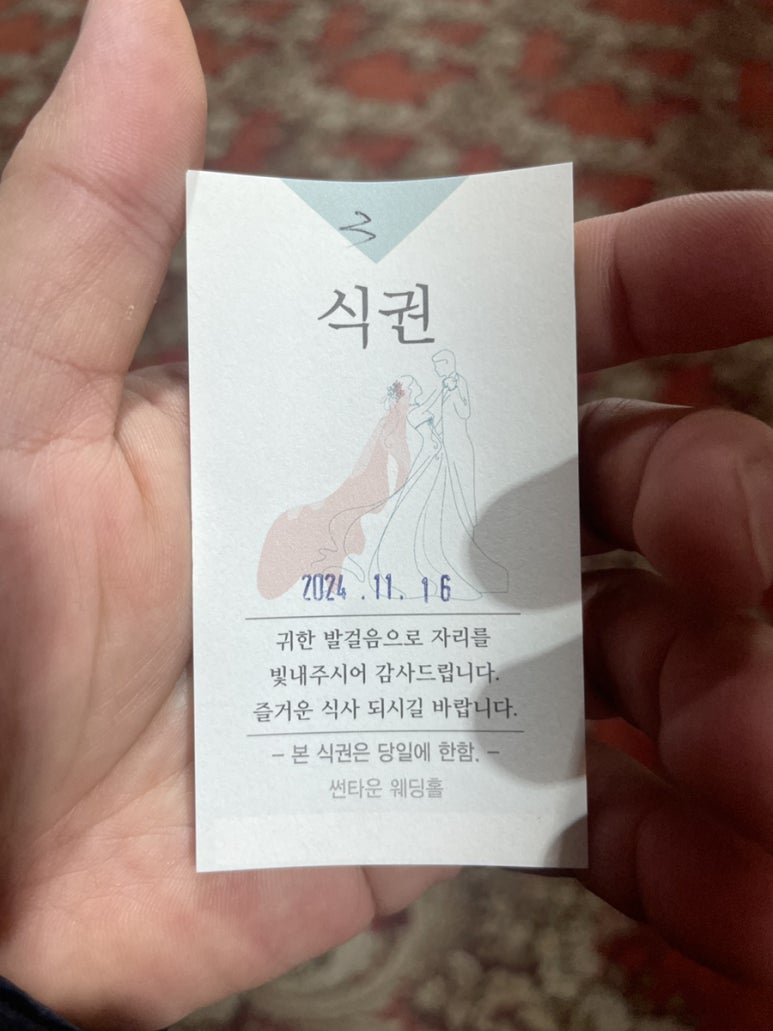 식권
2024.11.16
귀한 발걸음으로 자리를
빛내주시어 감사드립니다.
즐거운 식사 되시길 바랍니다.
- 본 식권은 당일에 한함. -
썬타운 웨딩홀